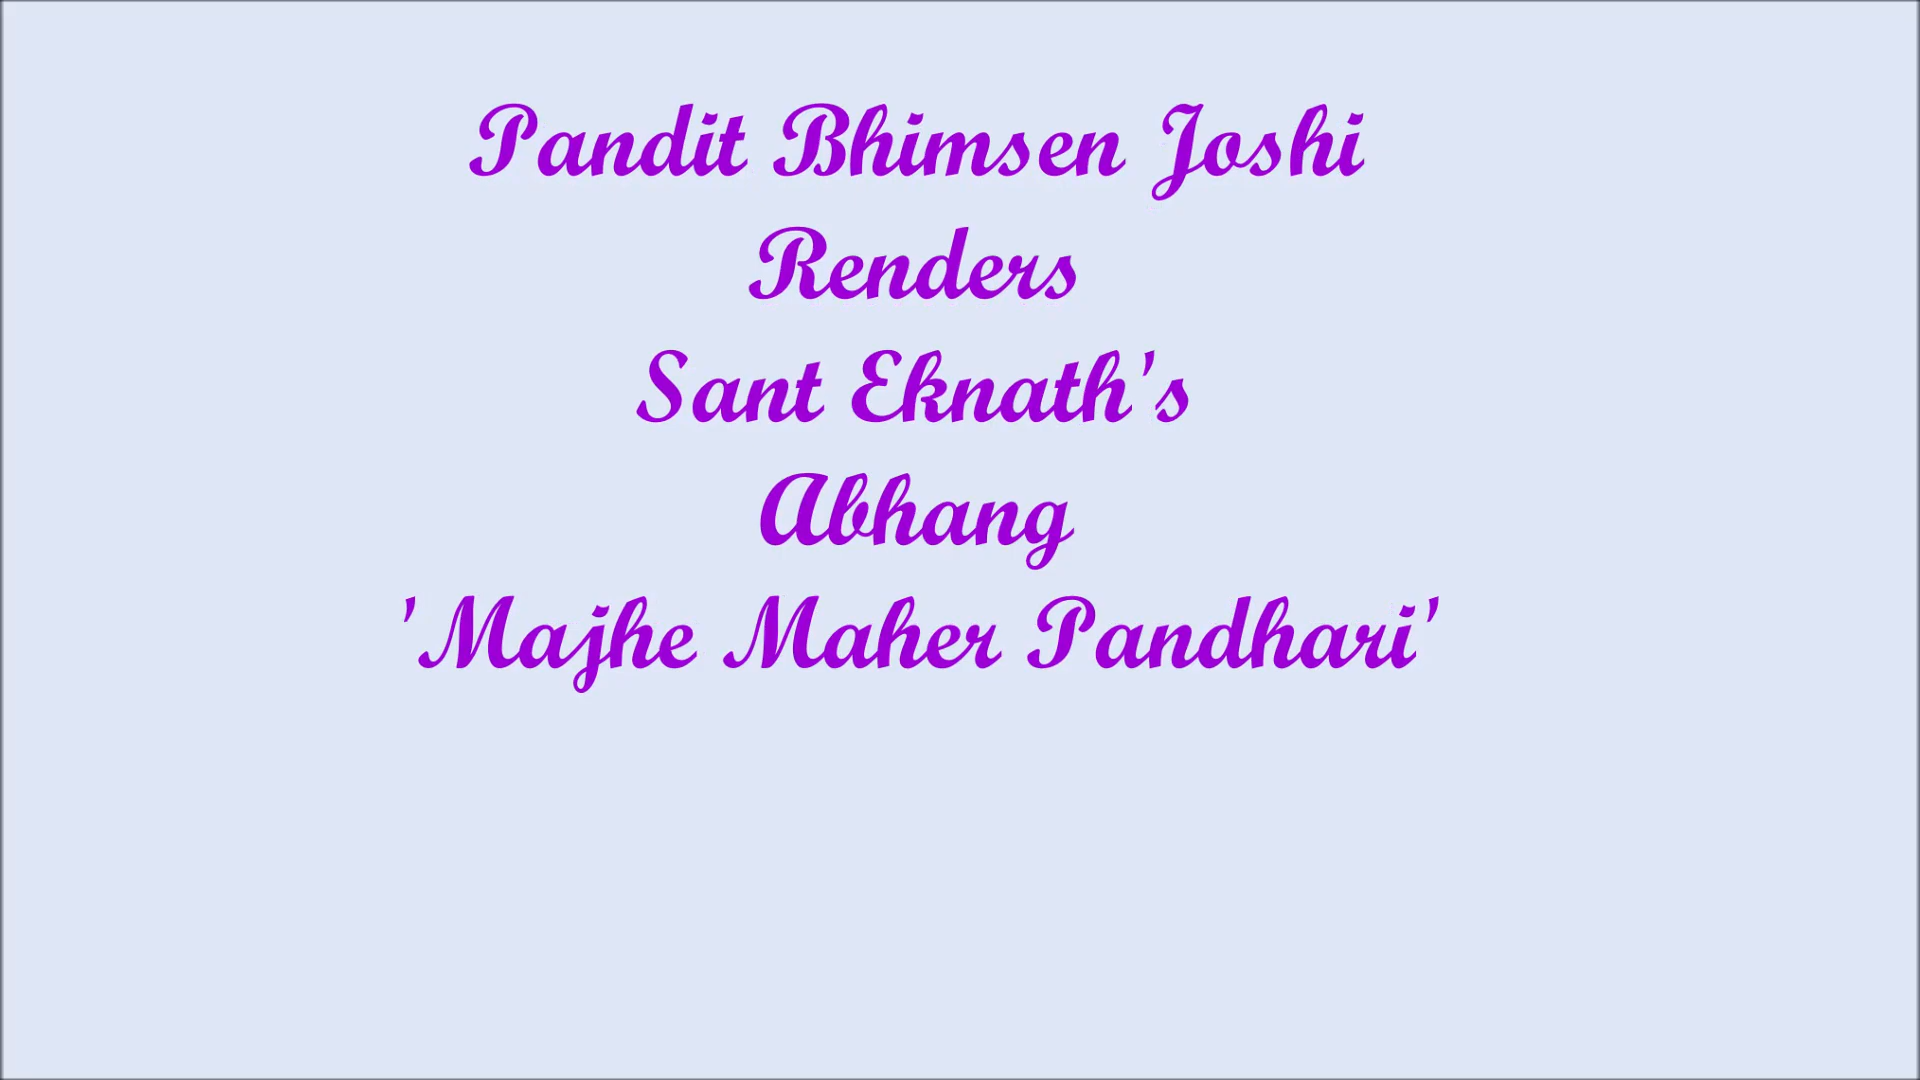 Pandit Bhimsen Joshi
Renders
Sant Eknath's
Abhang
'Majhe Maher Pandhari'